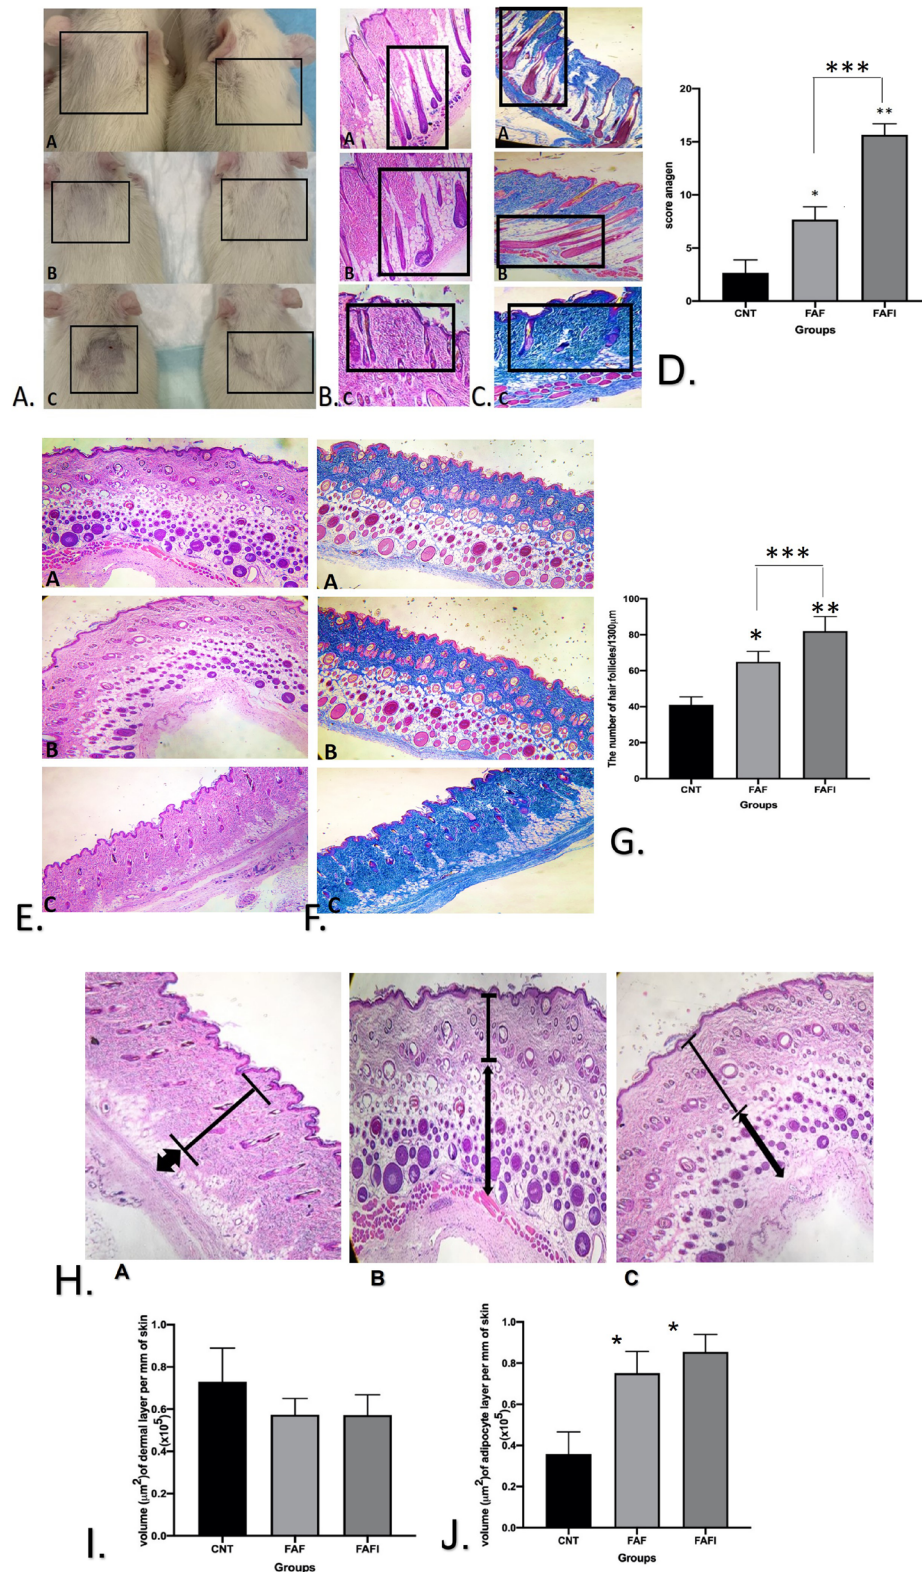 A
B
C
A.
A
B
C
B.
A
B
C
C.
***
**
*
score anagen
20
15
10
5
0
CNT FAF FAFI
Groups
D.
A
B
C
E.
A
B
C
F.
***
**
*
The number of hair follicles/1300µm
100
80
60
40
20
0
CNT FAF FAFI
Groups
G.
H.
A
B
C
volume (µm²)of dermal layer per mm of skin
(x10⁵)
1.0
0.8
0.6
0.4
0.2
0.0
CNT FAF FAFI
Groups
I.
volume (µm²)of adipocyte layer per mm of skin
(x10⁵)
1.0
0.8
0.6
0.4
0.2
0.0
* *
CNT FAF FAFI
Groups
J.